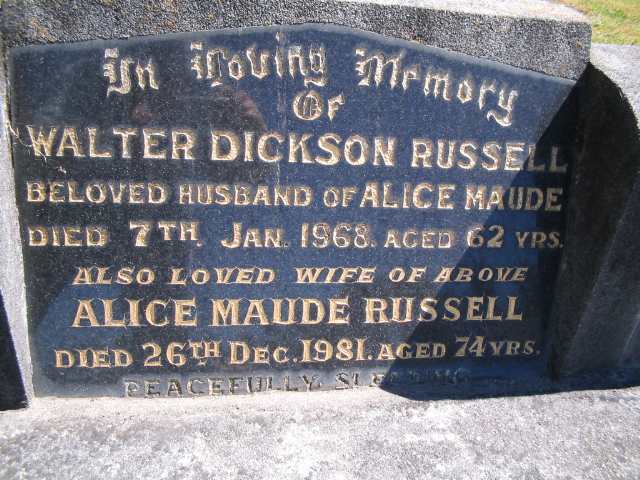 In Loving Memory
Of
WALTER DICKSON RUSSELL
BELOVED HUSBAND OF ALICE MAUDE
DIED 7TH. JAN. 1968. AGED 62 YRS.
ALSO LOVED WIFE OF ABOVE
ALICE MAUDE RUSSELL
DIED 26TH DEC. 1981. AGED 74 YRS.
PEACEFULLY SLEEPING